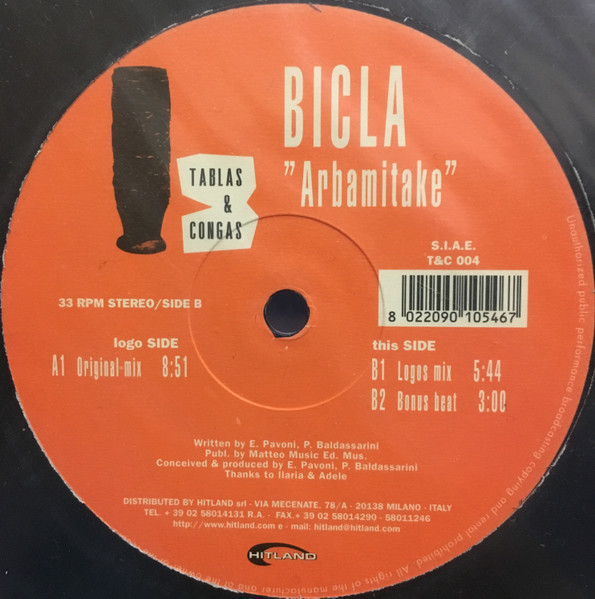 BICLA
"Arbamitake"
TABLAS
&
CONGAS
S.I.A.E.
T&C 004
8 022090 105467
33 RPM STEREO/SIDE B
logo SIDE
A1 Original mix 8:51
this SIDE
B1 Logos mix 5:44
B2 Bonus beat 3:00
Written by E. Pavoni, P. Baldassarini
Publ. by Matteo Music Ed. Mus.
Conceived & produced by E. Pavoni, P. Baldassarini
Thanks to Ilaria & Adele
DISTRIBUTED BY HITLAND srl - VIA MECENATE, 78/A - 20138 MILANO - ITALY
TEL. + 39 02 58014131 R.A. - FAX.+ 39 02 58014290 - 58011246
http://www.hitland.com e - mail: hitland@hitland.com
HITLAND
Unauthorized public performance broadcasting copying and rental prohibited. All rights of the manufacturer and of the owner